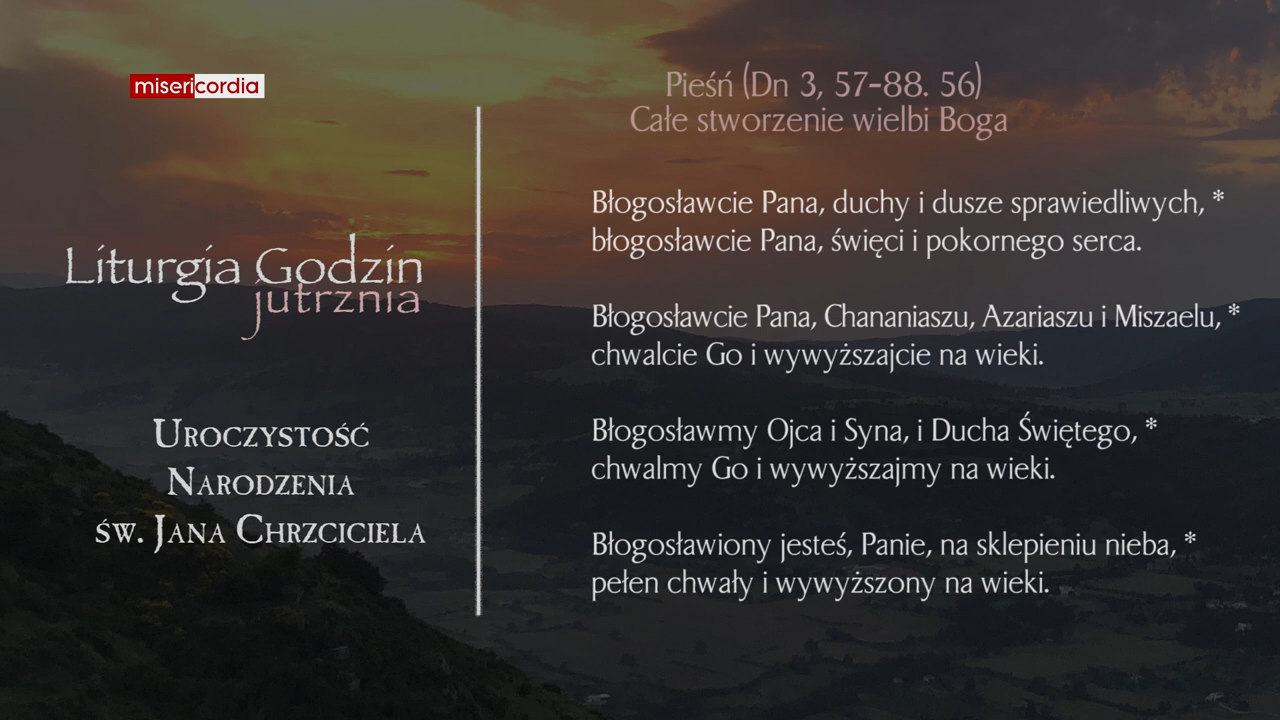 misericordia
Liturgia Godzin
jutrznia
Uroczystość
Narodzenia
św. Jana Chrzciciela
Pieśń (Dn 3, 57-88. 56)
Całe stworzenie wielbi Boga
Błogosławcie Pana, duchy i dusze sprawiedliwych, *
błogosławcie Pana, święci i pokornego serca.
Błogosławcie Pana, Chananiaszu, Azariaszu i Miszaelu, *
chwalcie Go i wywyższajcie na wieki.
Błogosławmy Ojca i Syna, i Ducha Świętego, *
chwalmy Go i wywyższajmy na wieki.
Błogosławiony jesteś, Panie, na sklepieniu nieba, *
pełen chwały i wywyższony na wieki.